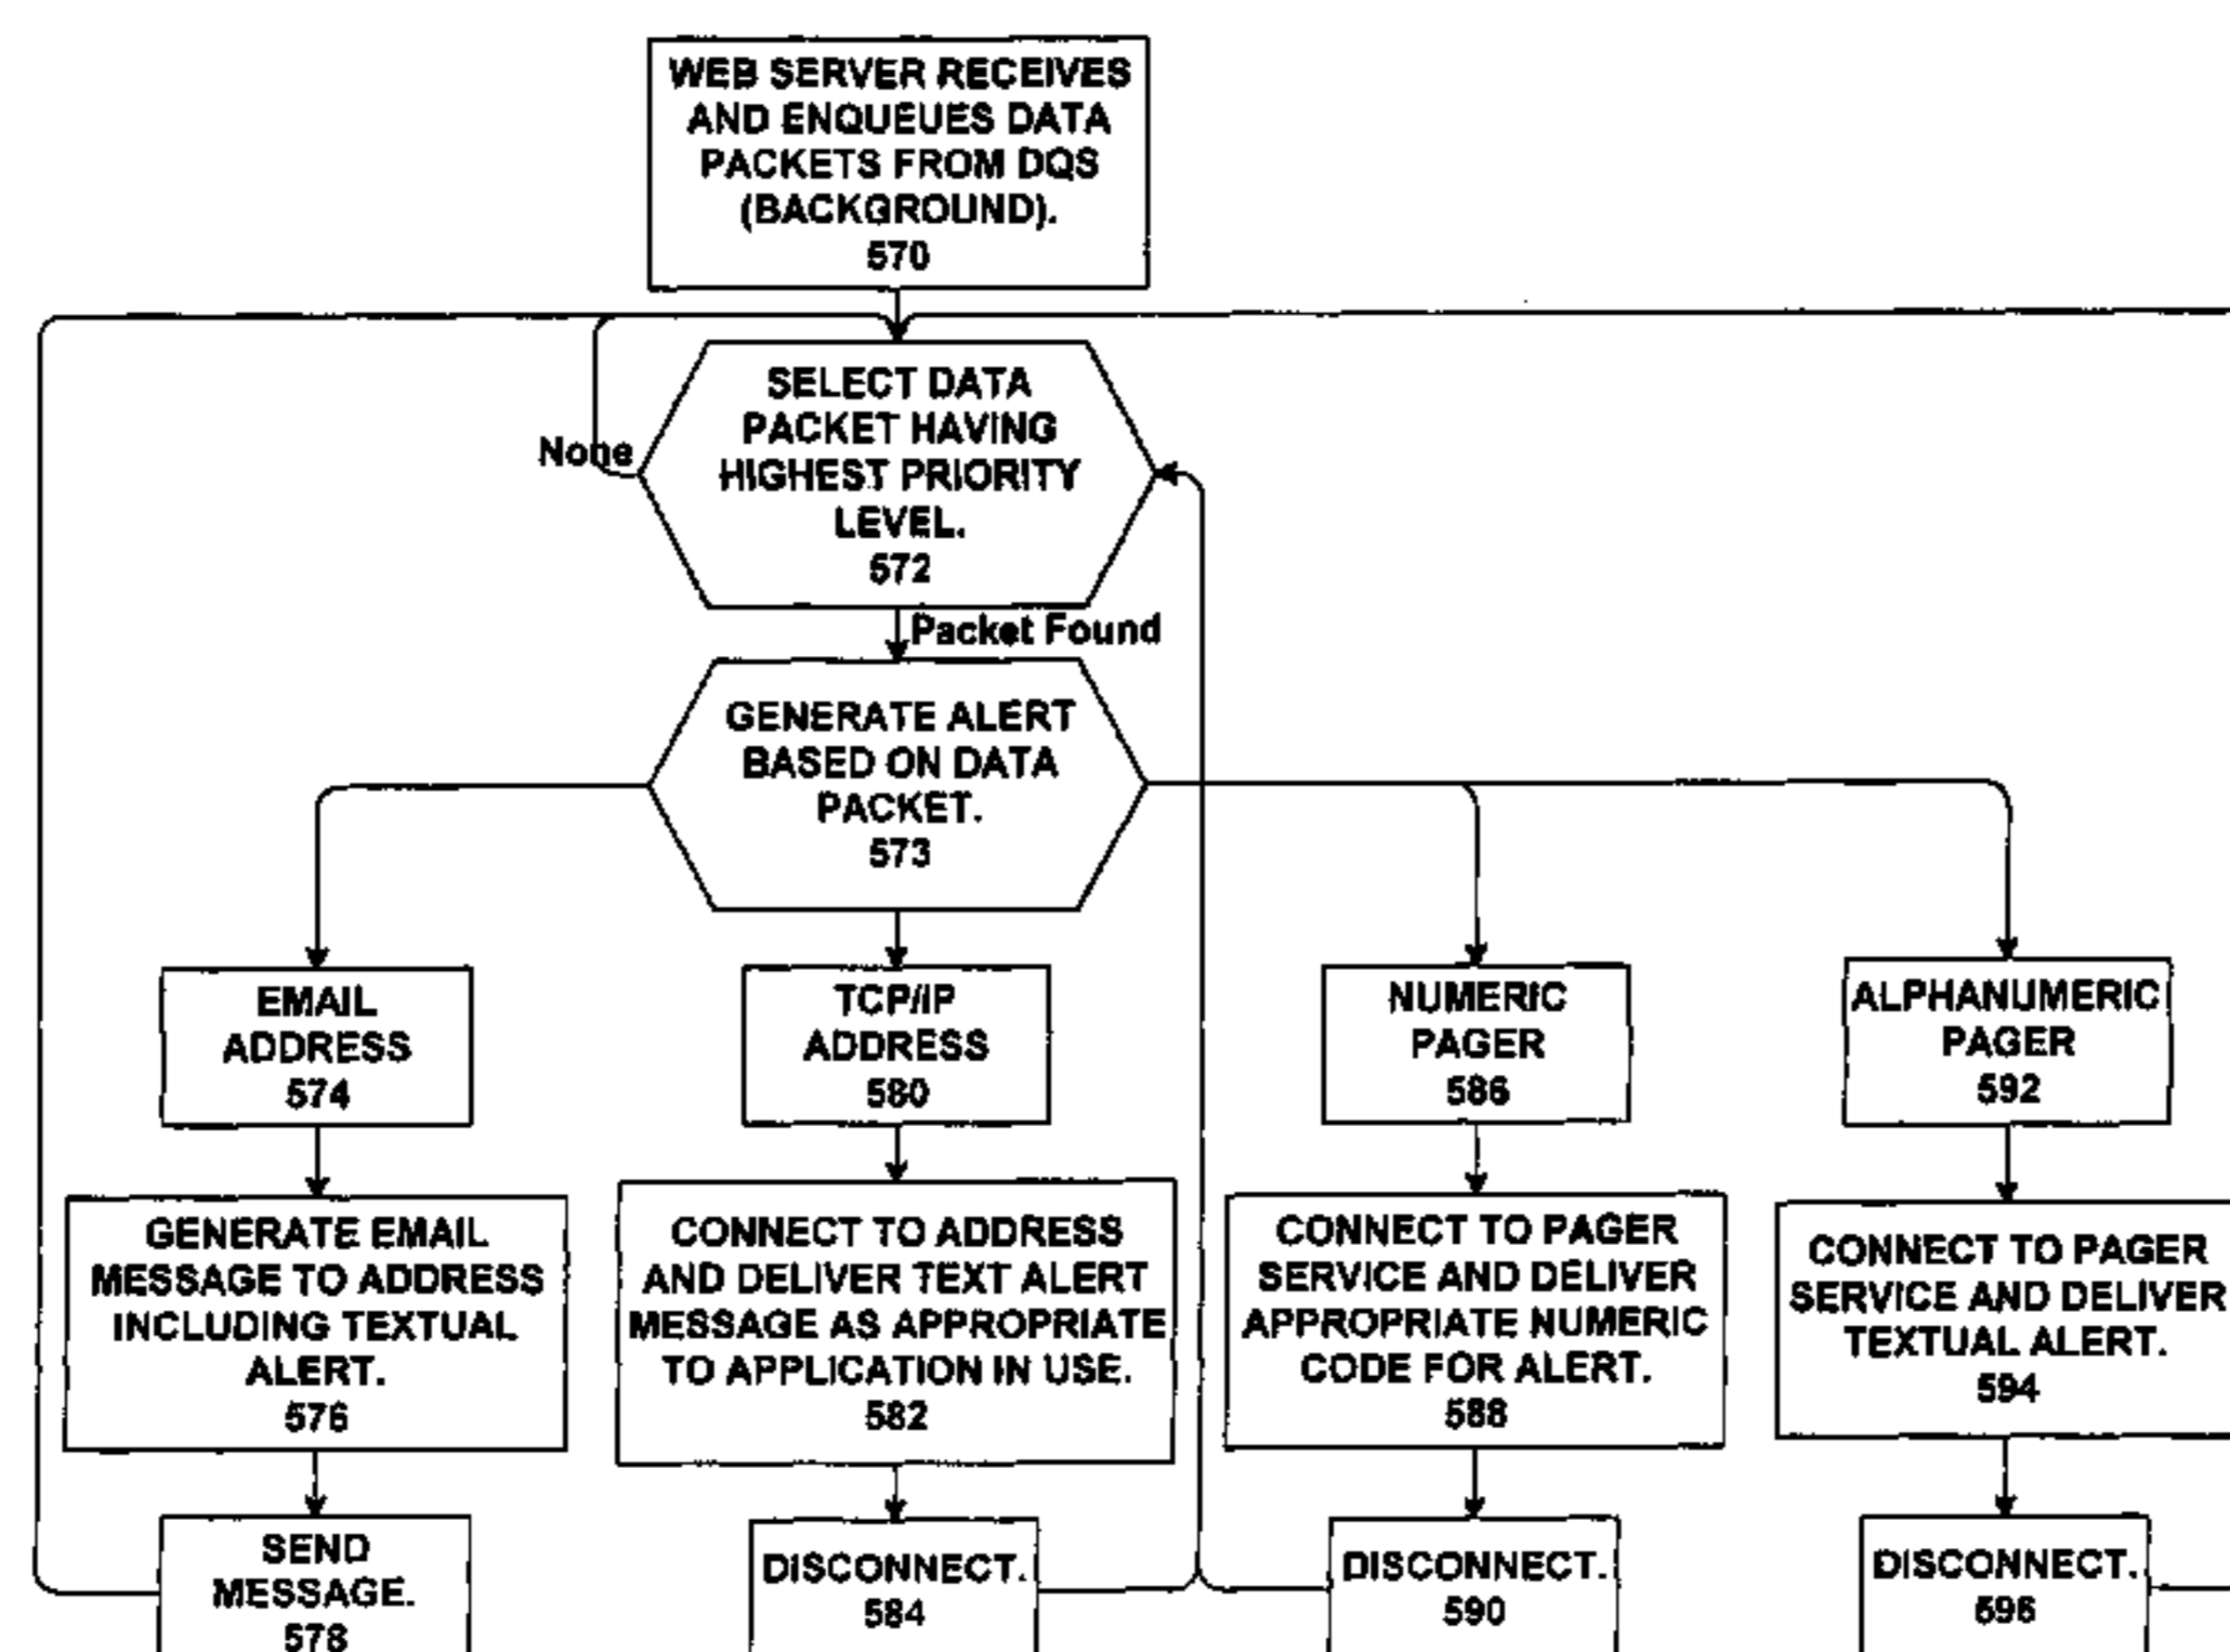 WEB SERVER RECEIVES
AND ENQUEUES DATA
PACKETS FROM DQS
(BACKGROUND).
570
SELECT DATA
PACKET HAVING
HIGHEST PRIORITY
LEVEL.
572
None
Packet Found
GENERATE ALERT
BASED ON DATA
PACKET.
573
EMAIL
ADDRESS
574
TCP/IP
ADDRESS
580
NUMERIC
PAGER
586
ALPHANUMERIC
PAGER
592
GENERATE EMAIL
MESSAGE TO ADDRESS
INCLUDING TEXTUAL
ALERT.
576
CONNECT TO ADDRESS
AND DELIVER TEXT ALERT
MESSAGE AS APPROPRIATE
TO APPLICATION IN USE.
582
CONNECT TO PAGER
SERVICE AND DELIVER
APPROPRIATE NUMERIC
CODE FOR ALERT.
588
CONNECT TO PAGER
SERVICE AND DELIVER
TEXTUAL ALERT.
594
SEND
MESSAGE.
578
DISCONNECT.
584
DISCONNECT.
590
DISCONNECT.
596